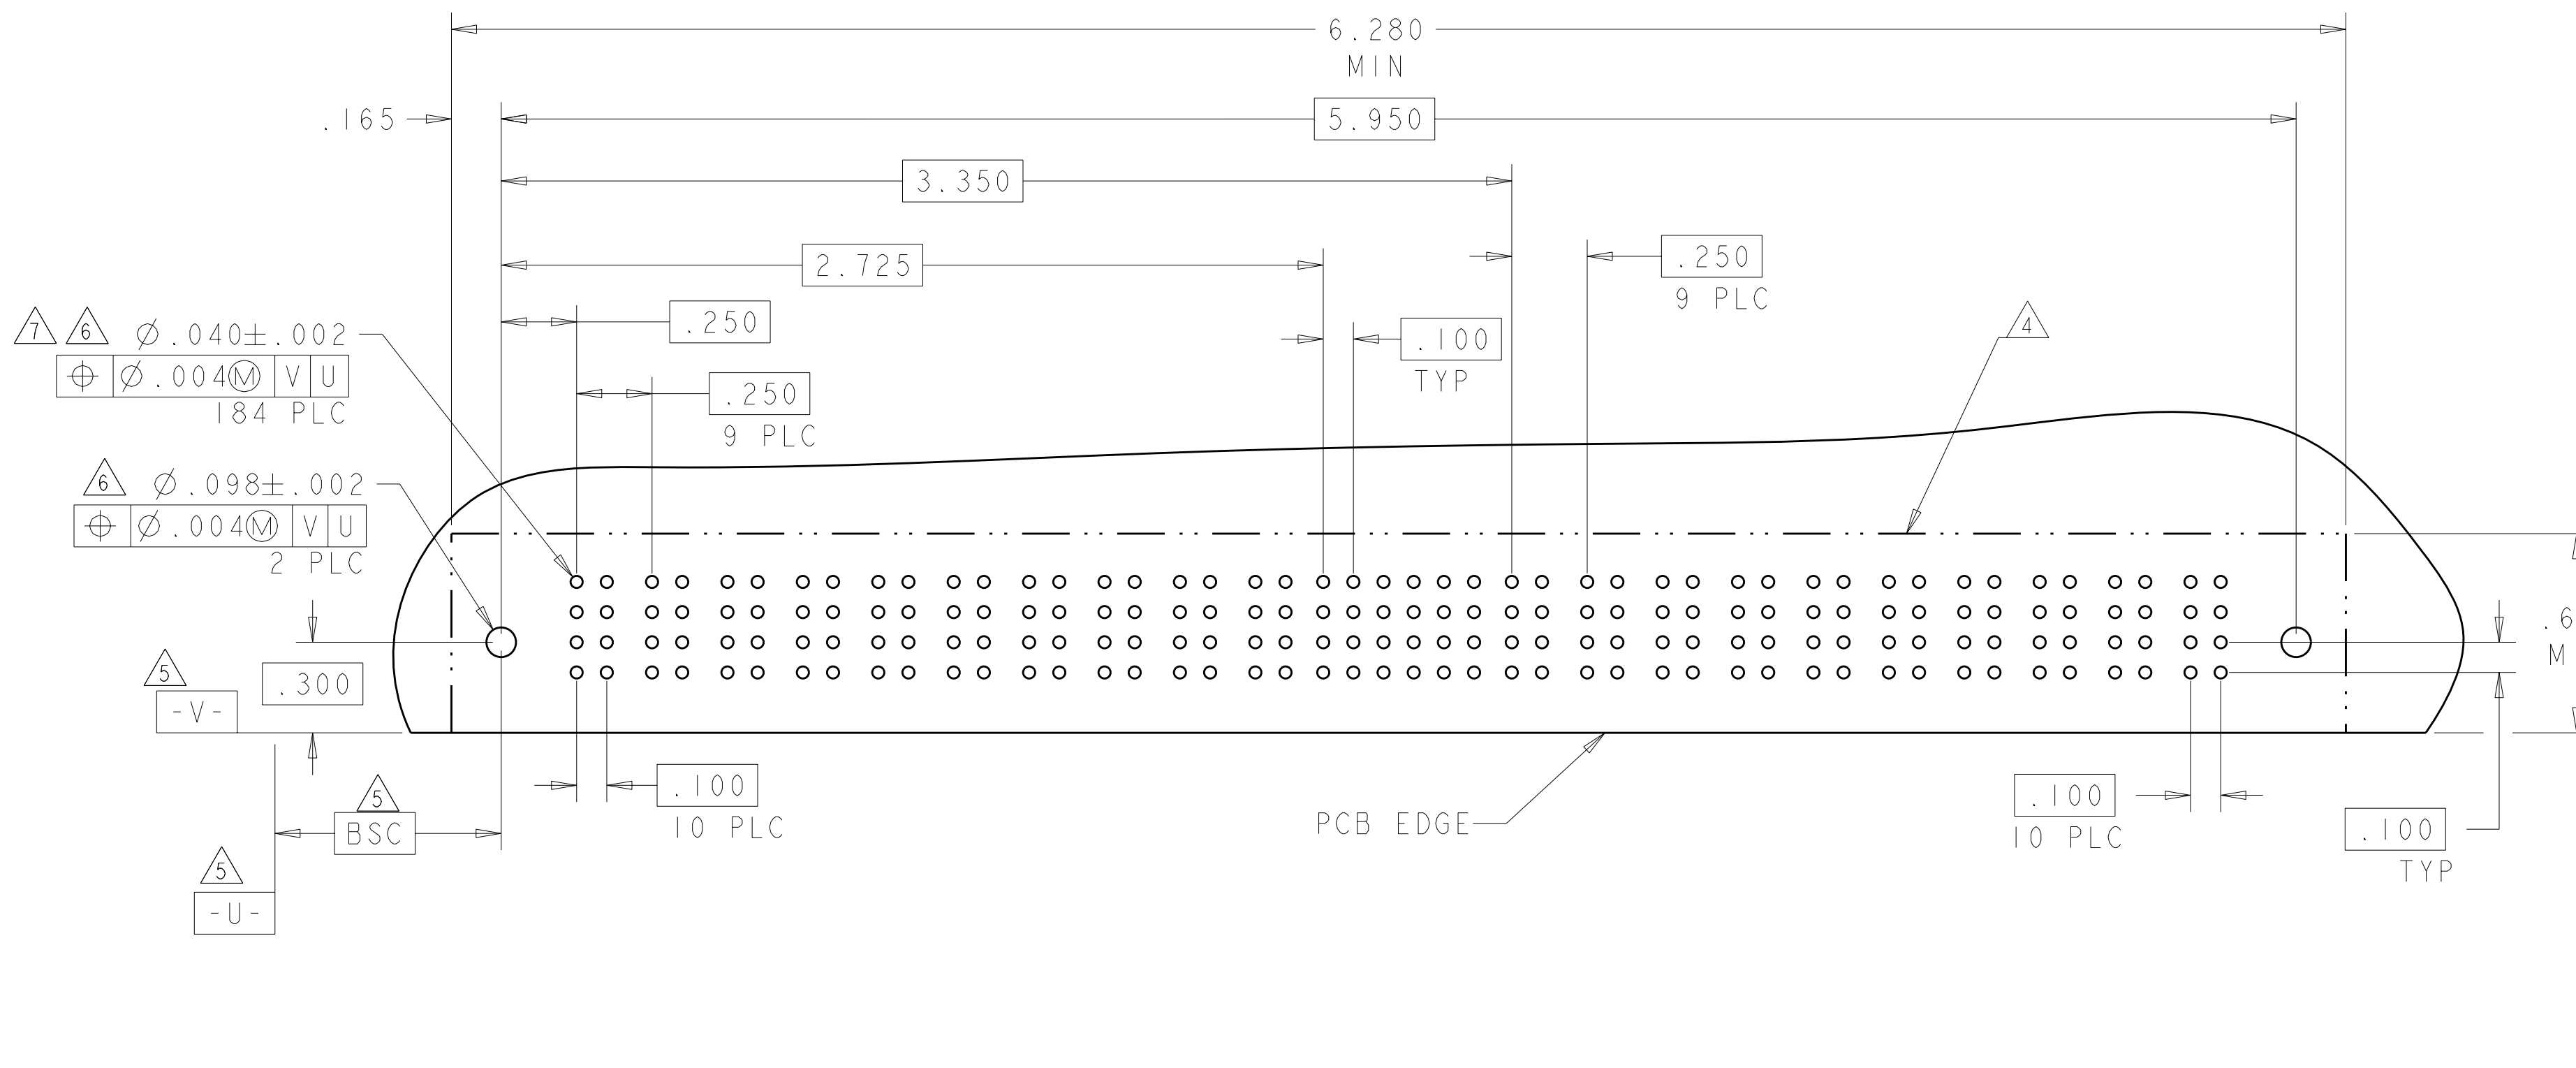 6.280
MIN
.165
5.950
3.350
2.725
.250
9 PLC
.250
.100
TYP
4
7 6 Ø.040±.002
⌖ Ø.004Ⓜ V U
184 PLC
.250
9 PLC
6 Ø.098±.002
⌖ Ø.004Ⓜ V U
2 PLC
.6
M
5
-V-
.300
.100
10 PLC
5
BSC
5
-U-
PCB EDGE
.100
10 PLC
.100
TYP